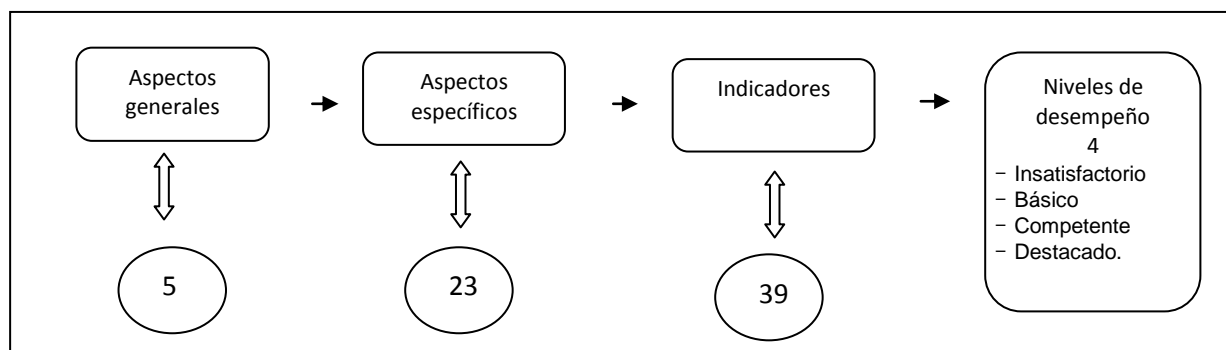 Aspectos
generales
5
Aspectos
específicos
23
Indicadores
39
Niveles de
desempeño
4
− Insatisfactorio
− Básico
− Competente
− Destacado.